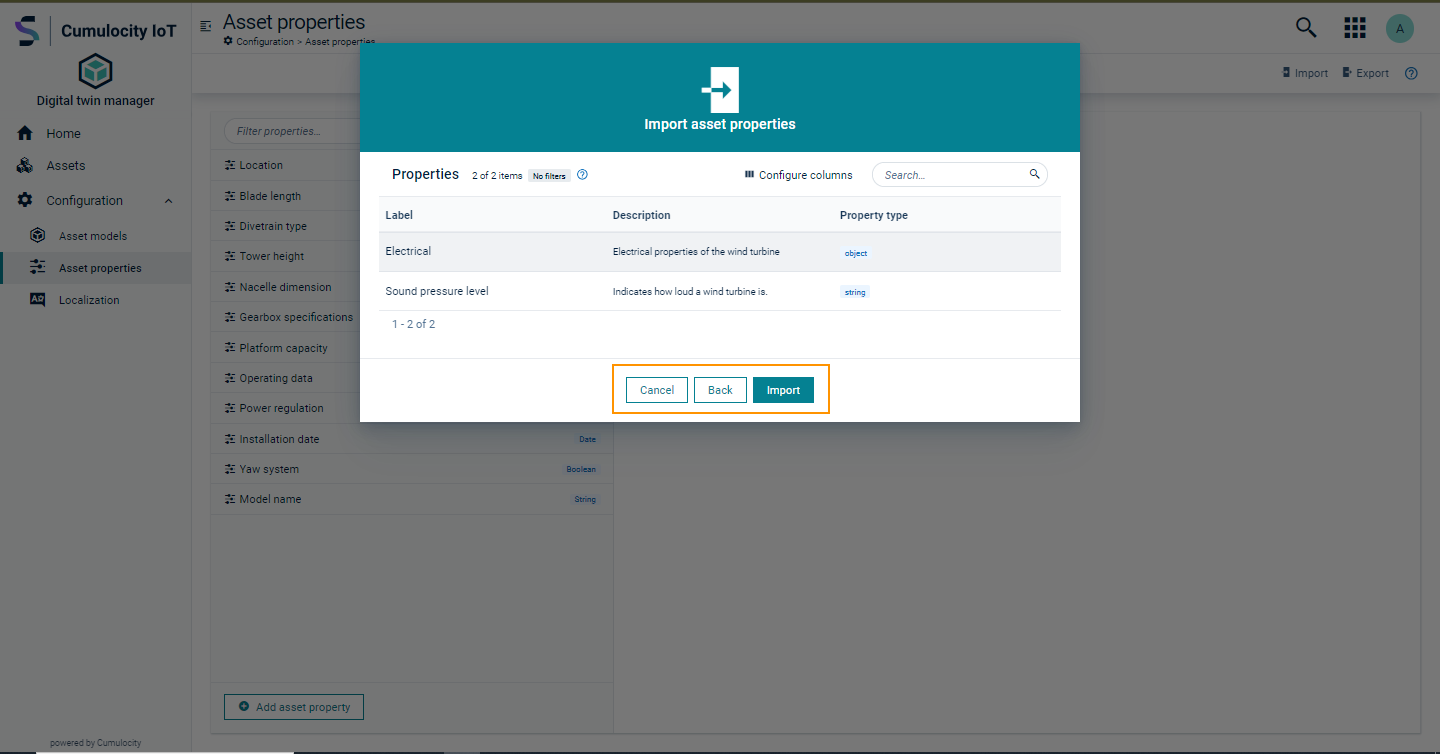 Cumulocity IoT
Digital twin manager
Home
Assets
Configuration
Asset models
Asset properties
Localization
powered by Cumulocity
Asset properties
Configuration > Asset properties
A
Import
Export
Filter properties...
Location
Blade length
Divetrain type
Tower height
Nacelle dimension
Gearbox specifications
Platform capacity
Operating data
Power regulation
Installation date Date
Yaw system Boolean
Model name String
Add asset property
Import asset properties
Properties 2 of 2 items No filters
Configure columns Search...
Label Description Property type
Electrical Electrical properties of the wind turbine object
Sound pressure level Indicates how loud a wind turbine is. string
1 - 2 of 2
Cancel Back Import